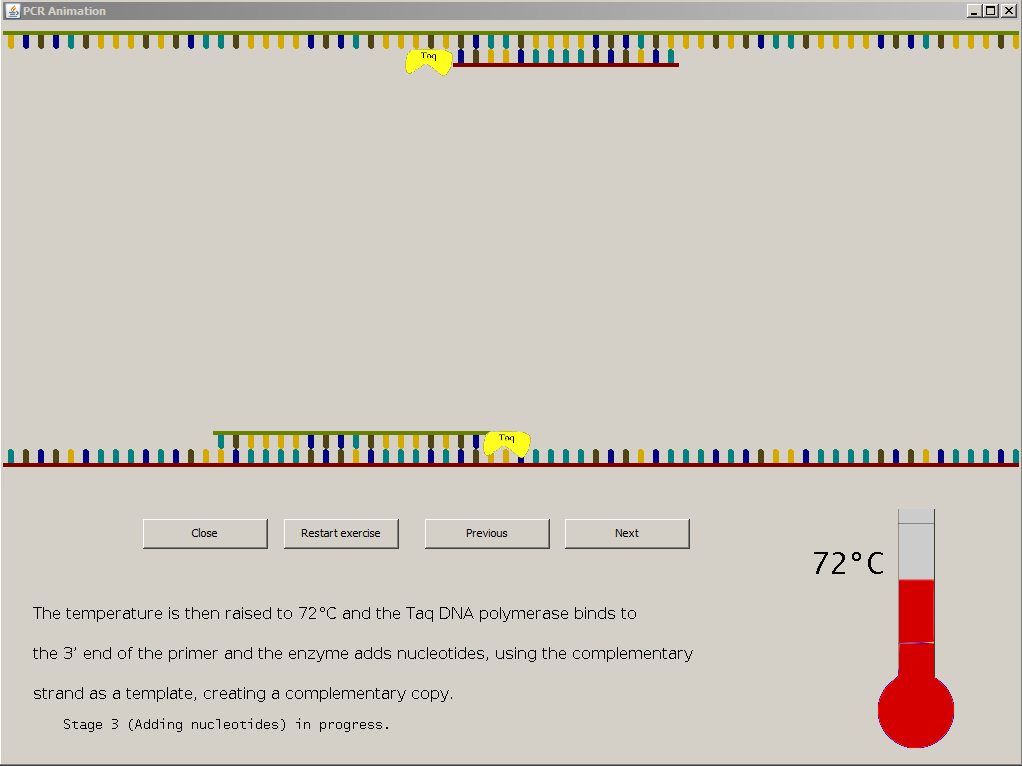 PCR Animation
Taq
Taq
Close
Restart exercise
Previous
Next
72°C
The temperature is then raised to 72°C and the Taq DNA polymerase binds to
the 3’ end of the primer and the enzyme adds nucleotides, using the complementary
strand as a template, creating a complementary copy.
Stage 3 (Adding nucleotides) in progress.